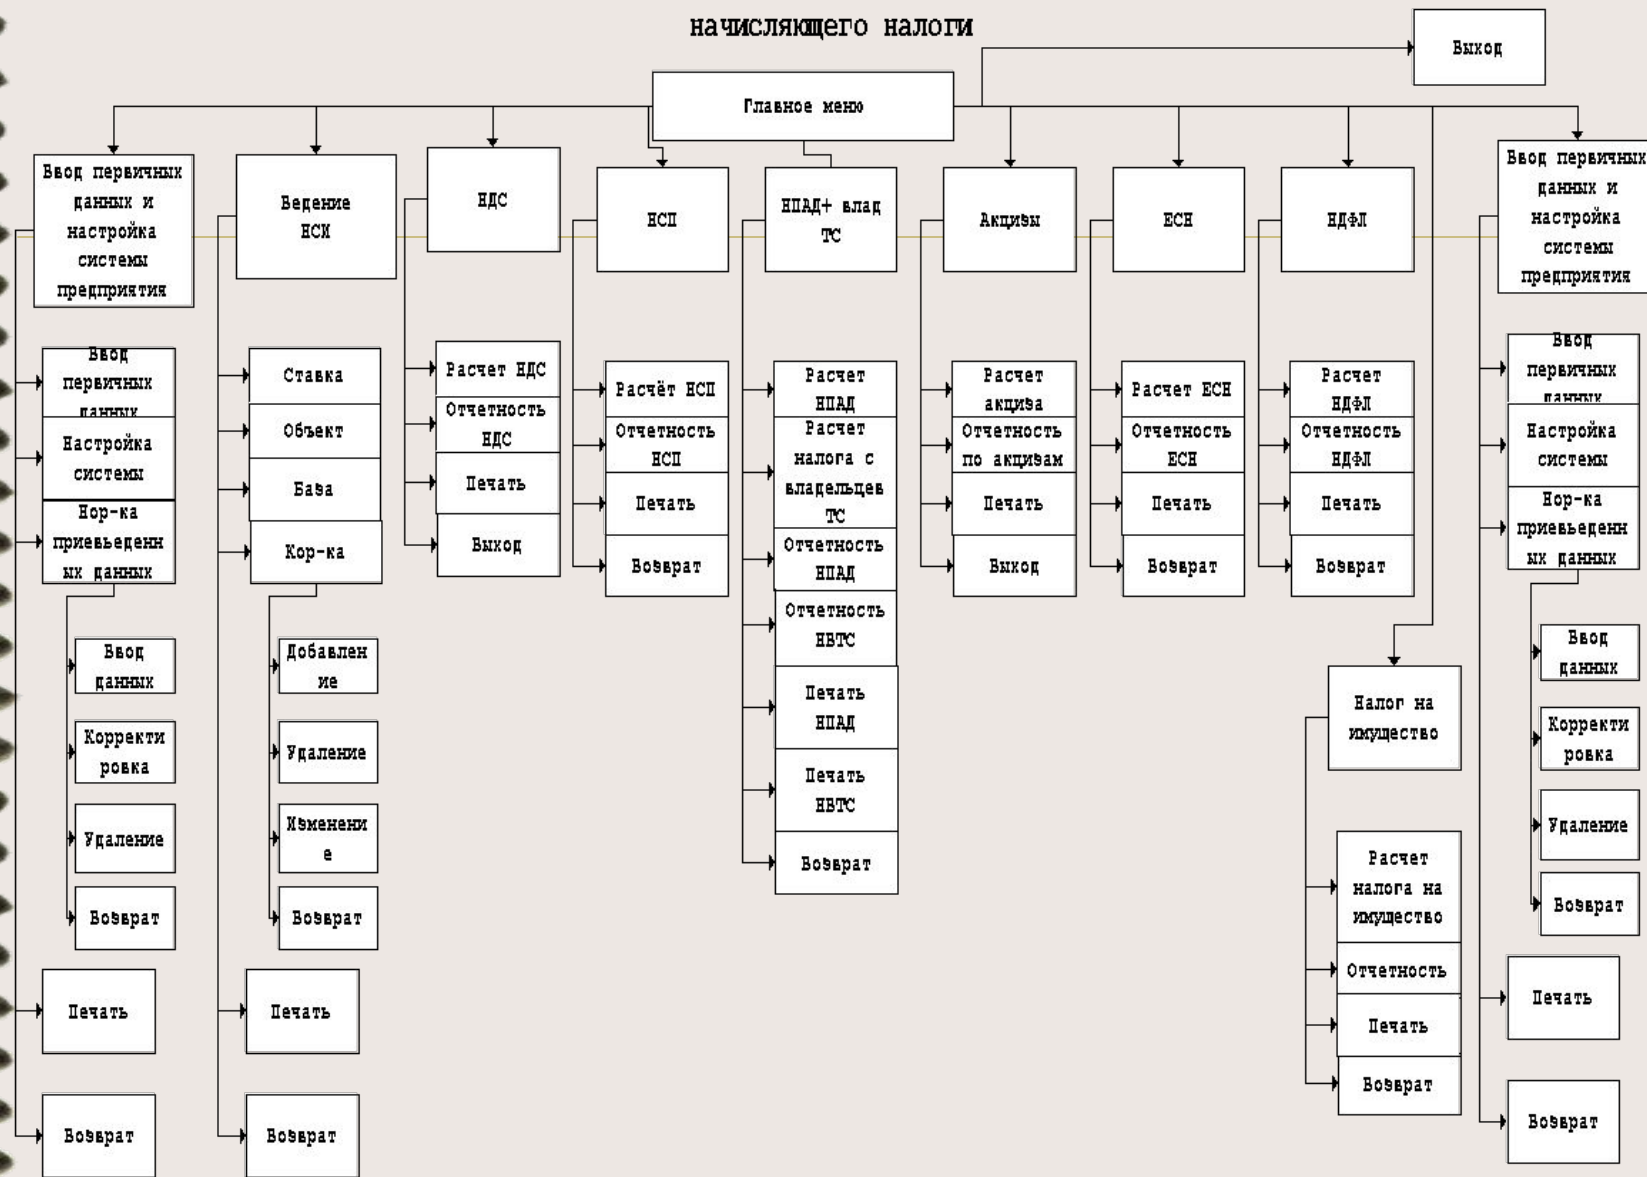 начисляющего налоги
Выход
Главное меню
Ввод первичных
данных и
настройка
системы
предприятия
Ведение
НСИ
НДС
НСП
НПАД+ влад
ТС
Акцизы
ЕСН
НДФЛ
Ввод первичных
данных и
настройка
системы
предприятия
Ввод
первичных
данных
Настройка
системы
Нор-ка
приевьеденн
ых данных
Ввод
данных
Корректи
ровка
Удаление
Возврат
Печать
Возврат
Ставка
Объект
База
Кор-ка
Добавлен
ие
Удаление
Изменени
е
Возврат
Печать
Возврат
Расчет НДС
Отчетность
НДС
Печать
Выход
Расчёт НСП
Отчетность
НСП
Печать
Возврат
Расчет
НПАД
Расчет
налога с
владельцев
ТС
Отчетность
НПАД
Отчетность
НВТС
Печать
НПАД
Печать
НВТС
Возврат
Расчет
акциза
Отчетность
по акцизам
Печать
Выход
Расчет ЕСН
Отчетность
ЕСН
Печать
Возврат
Расчет
НДФЛ
Отчетность
НДФЛ
Печать
Возврат
Налог на
имущество
Расчет
налога на
имущество
Отчетность
Печать
Возврат
Ввод
первичных
данных
Настройка
системы
Нор-ка
приевьеденн
ых данных
Ввод
данных
Корректи
ровка
Удаление
Возврат
Печать
Возврат